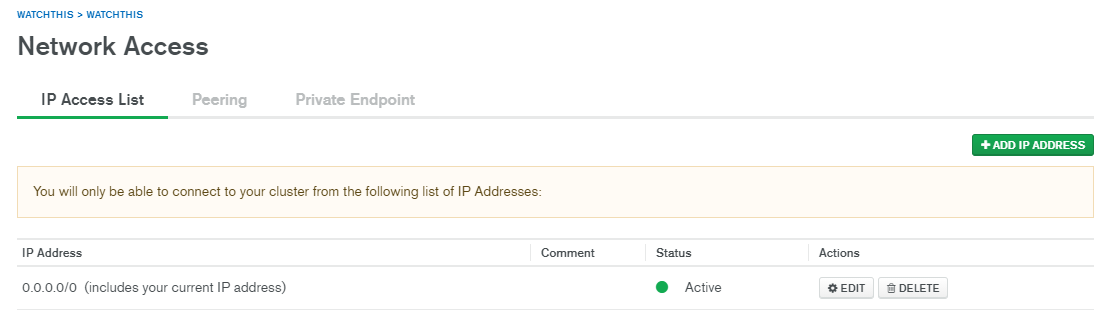 WATCHTHIS > WATCHTHIS
Network Access
IP Access List Peering Private Endpoint
+ ADD IP ADDRESS
You will only be able to connect to your cluster from the following list of IP Addresses:
IP Address Comment Status Actions
0.0.0.0/0 (includes your current IP address) Active EDIT DELETE